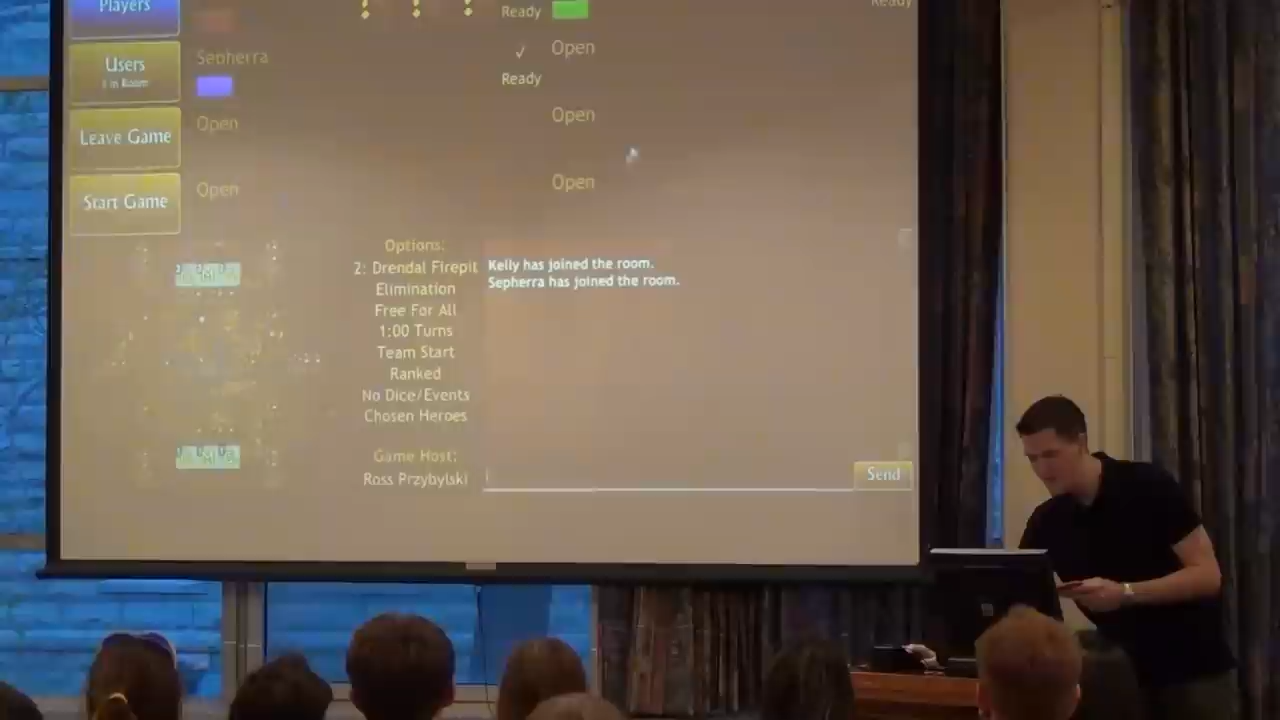 Players
Ready
Ready
Users
Sepherra
✓ Open
Ready
Leave Game
Open
Open
Start Game
Open
Open
Options:
2: Drendal Firepit
Elimination
Free For All
1:00 Turns
Team Start
Ranked
No Dice/Events
Chosen Heroes
Kelly has joined the room.
Sepherra has joined the room.
Game Host:
Ross Przybylski
Send